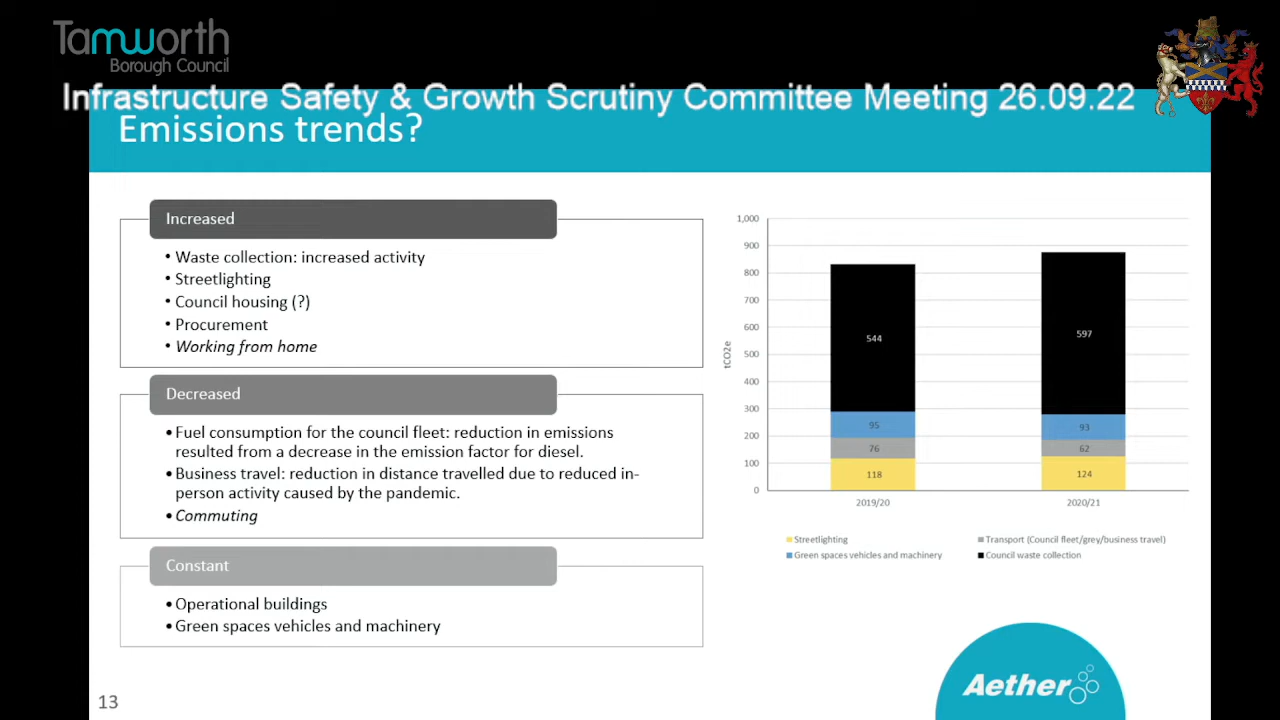 Tamworth
Borough Council
Infrastructure Safety & Growth Scrutiny Committee Meeting 26.09.22
Emissions trends?
Increased
• Waste collection: increased activity
• Streetlighting
• Council housing (?)
• Procurement
• Working from home
Decreased
• Fuel consumption for the council fleet: reduction in emissions
resulted from a decrease in the emission factor for diesel.
• Business travel: reduction in distance travelled due to reduced in-
person activity caused by the pandemic.
• Commuting
Constant
• Operational buildings
• Green spaces vehicles and machinery
13
tCO2e
1,000
900
800
700
600
500
400
300
200
100
0
544
95
76
118
597
93
62
124
2019/20
2020/21
Streetlighting
Transport (Council fleet/grey/business travel)
Green spaces vehicles and machinery
Council waste collection
Aether